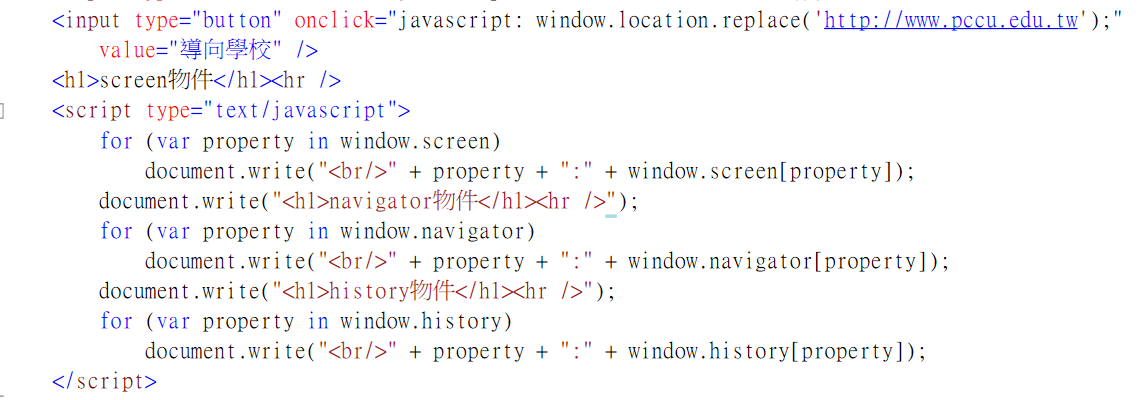 <input type="button" onclick="javascript: window.location.replace('http://www.pccu.edu.tw');"
value="導向學校" />
<h1>screen物件</h1><hr />
<script type="text/javascript">
for (var property in window.screen)
document.write("<br/>" + property + ":" + window.screen[property]);
document.write("<h1>navigator物件</h1><hr />");
for (var property in window.navigator)
document.write("<br/>" + property + ":" + window.navigator[property]);
document.write("<h1>history物件</h1><hr />");
for (var property in window.history)
document.write("<br/>" + property + ":" + window.history[property]);
</script>